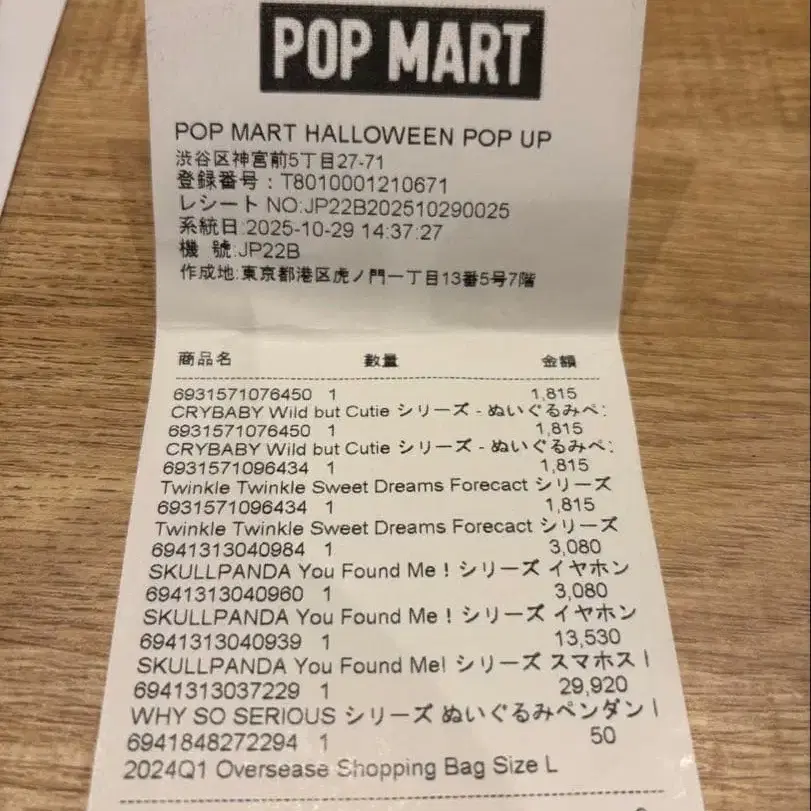 POP MART
POP MART HALLOWEEN POP UP
渋谷区神宮前5丁目27-71
登録番号：T8010001210671
レシート NO:JP22B202510290025
系統日:2025-10-29 14:37:27
機 號:JP22B
作成地:東京都港区虎ノ門一丁目13番5号7階
商品名 数量 金額
6931571076450 1 1,815
CRYBABY Wild but Cutie シリーズ - ぬいぐるみペ
6931571076450 1 1,815
CRYBABY Wild but Cutie シリーズ - ぬいぐるみペ
6931571096434 1 1,815
Twinkle Twinkle Sweet Dreams Forecact シリーズ
6931571096434 1 1,815
Twinkle Twinkle Sweet Dreams Forecact シリーズ
6941313040984 1 3,080
SKULLPANDA You Found Me！シリーズ イヤホン
6941313040960 1 3,080
SKULLPANDA You Found Me！シリーズ イヤホン
6941313040939 1 13,530
SKULLPANDA You Found Me! シリーズ スマホス
6941313037229 1 29,920
WHY SO SERIOUS シリーズ ぬいぐるみペンダン
6941848272294 1 50
2024Q1 Oversease Shopping Bag Size L